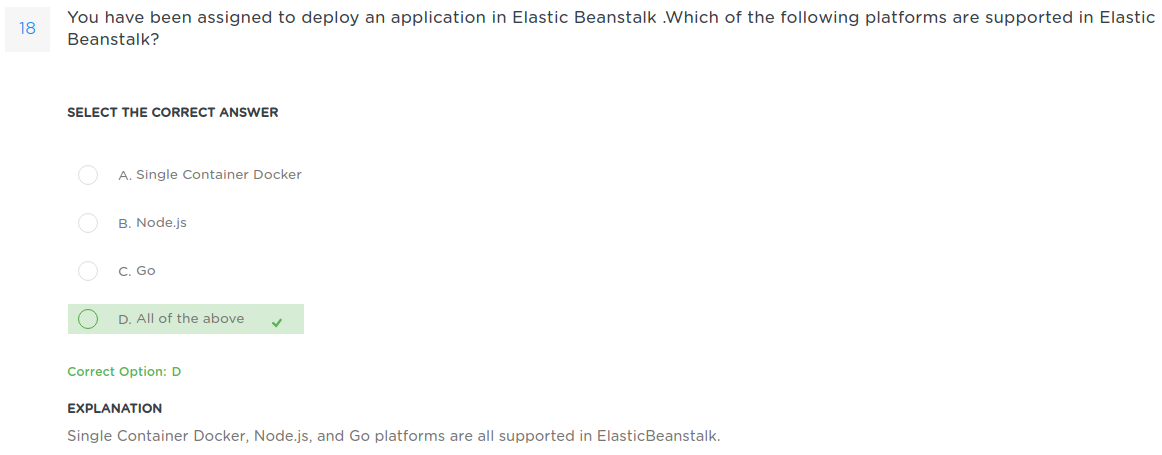 18
You have been assigned to deploy an application in Elastic Beanstalk .Which of the following platforms are supported in Elastic
Beanstalk?
SELECT THE CORRECT ANSWER
A. Single Container Docker
B. Node.js
C. Go
D. All of the above
Correct Option: D
EXPLANATION
Single Container Docker, Node.js, and Go platforms are all supported in ElasticBeanstalk.